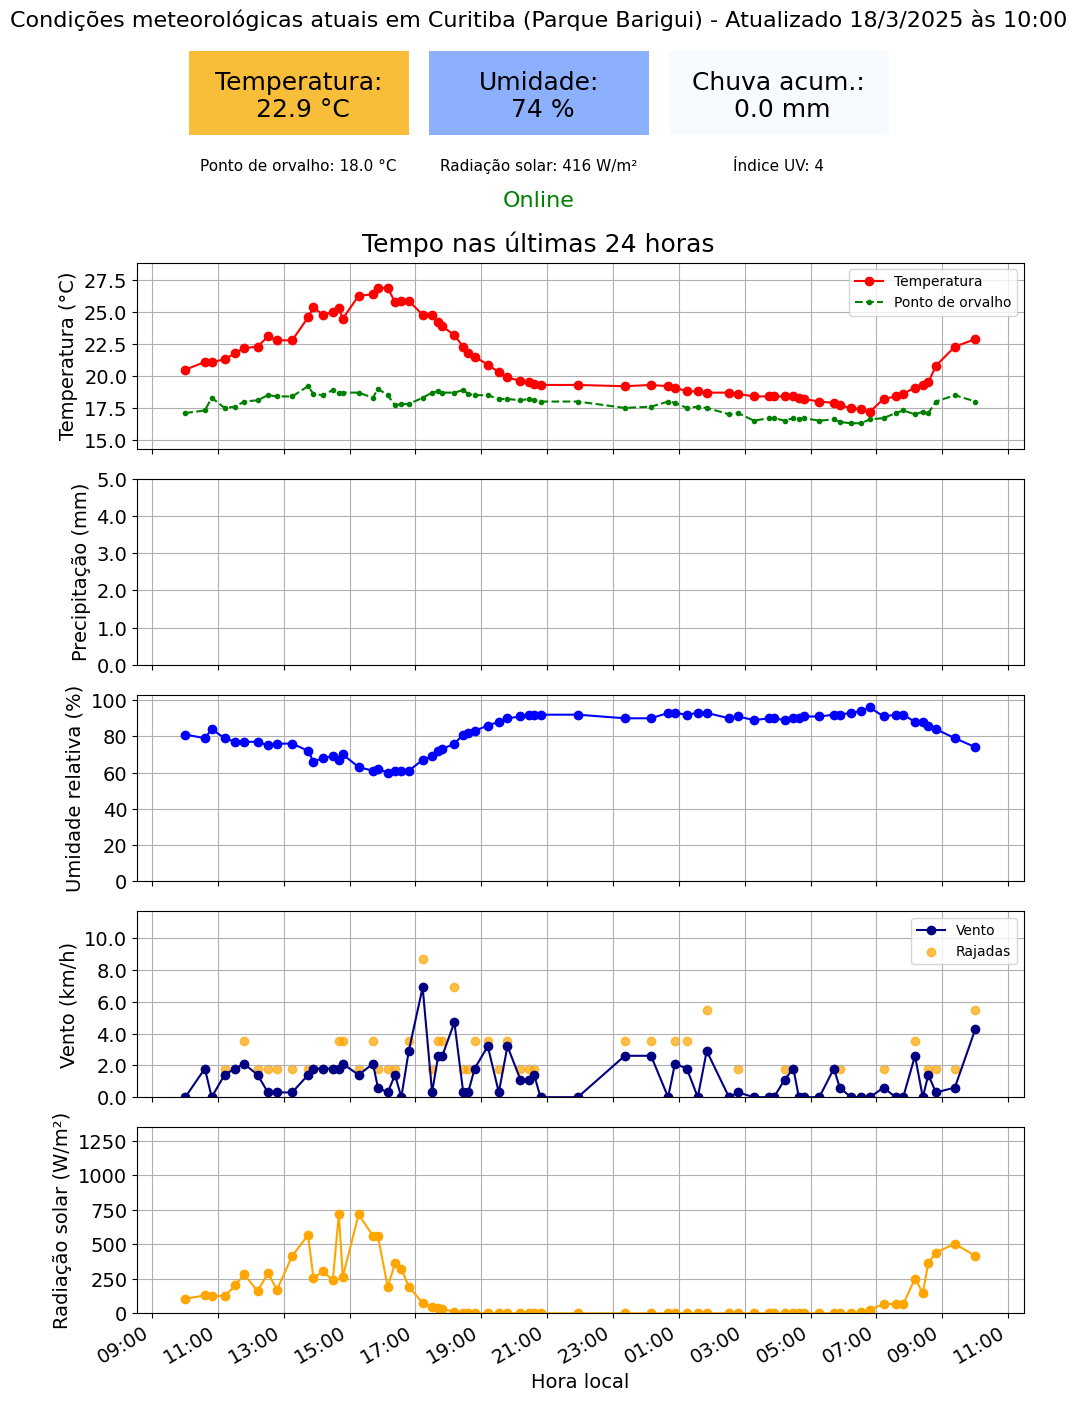 Condições meteorológicas atuais em Curitiba (Parque Barigui) - Atualizado 18/3/2025 às 10:00
Temperatura:
22.9 °C
Umidade:
74 %
Chuva acum.:
0.0 mm
Ponto de orvalho: 18.0 °C
Radiação solar: 416 W/m²
Índice UV: 4
Online
Tempo nas últimas 24 horas
Temperatura (°C)
27.5
25.0
22.5
20.0
17.5
15.0
Temperatura
Ponto de orvalho
Precipitação (mm)
5.0
4.0
3.0
2.0
1.0
0.0
Umidade relativa (%)
100
80
60
40
20
0
Vento (km/h)
10.0
8.0
6.0
4.0
2.0
0.0
Vento
Rajadas
Radiação solar (W/m²)
1250
1000
750
500
250
0
09:00
11:00
13:00
15:00
17:00
19:00
21:00
23:00
01:00
03:00
05:00
07:00
09:00
11:00
Hora local